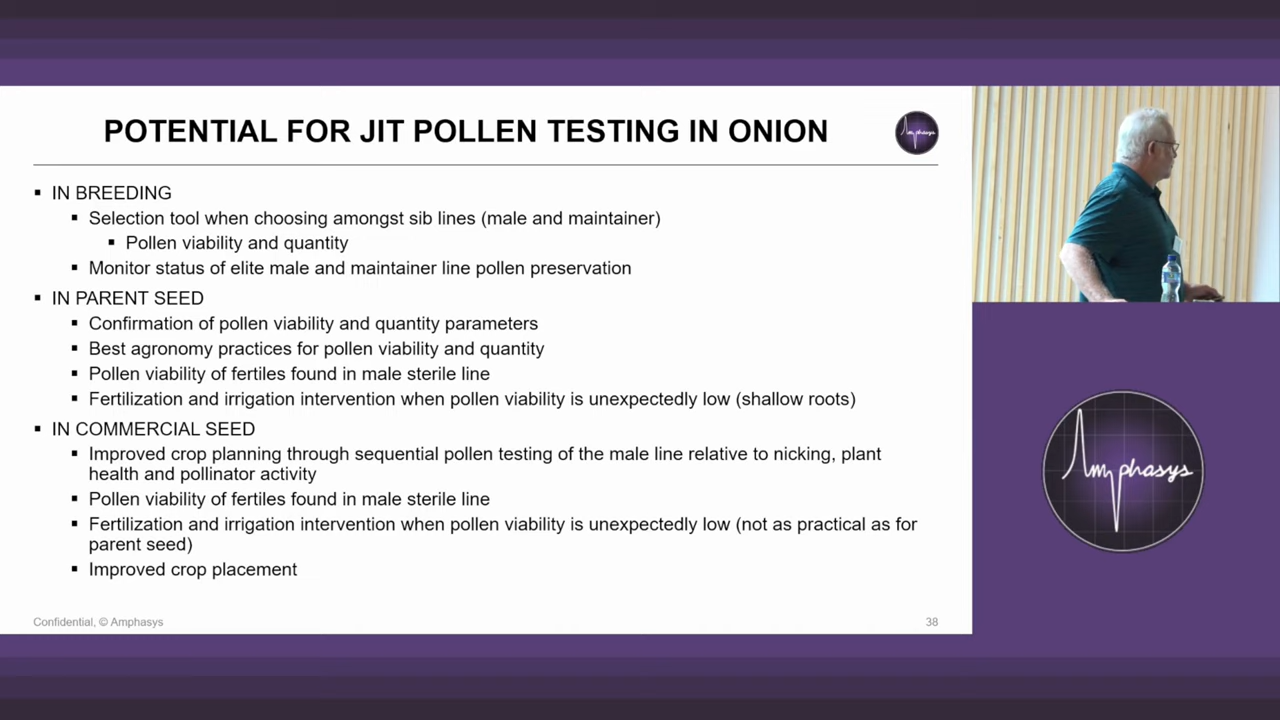 POTENTIAL FOR JIT POLLEN TESTING IN ONION
Amphasys
▪ IN BREEDING
▪ Selection tool when choosing amongst sib lines (male and maintainer)
▪ Pollen viability and quantity
▪ Monitor status of elite male and maintainer line pollen preservation
▪ IN PARENT SEED
▪ Confirmation of pollen viability and quantity parameters
▪ Best agronomy practices for pollen viability and quantity
▪ Pollen viability of fertiles found in male sterile line
▪ Fertilization and irrigation intervention when pollen viability is unexpectedly low (shallow roots)
▪ IN COMMERCIAL SEED
▪ Improved crop planning through sequential pollen testing of the male line relative to nicking, plant
health and pollinator activity
▪ Pollen viability of fertiles found in male sterile line
▪ Fertilization and irrigation intervention when pollen viability is unexpectedly low (not as practical as for
parent seed)
▪ Improved crop placement
Confidential, © Amphasys
38
Amphasys